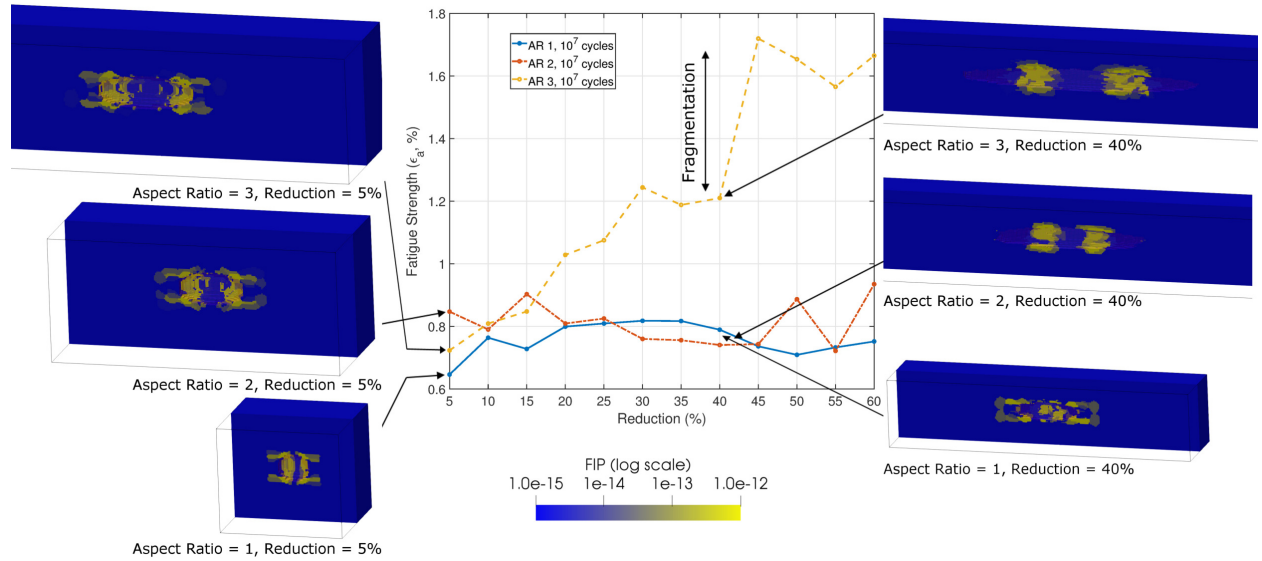 Aspect Ratio = 3, Reduction = 5%
Aspect Ratio = 2, Reduction = 5%
Aspect Ratio = 1, Reduction = 5%
1.8
1.6
1.4
1.2
1
0.8
0.6
Fatigue Strength (ϵₐ, %)
AR 1, 10⁷ cycles
AR 2, 10⁷ cycles
AR 3, 10⁷ cycles
Fragmentation
5 10 15 20 25 30 35 40 45 50 55 60
Reduction (%)
FIP (log scale)
1.0e-15 1e-14 1e-13 1.0e-12
Aspect Ratio = 3, Reduction = 40%
Aspect Ratio = 2, Reduction = 40%
Aspect Ratio = 1, Reduction = 40%